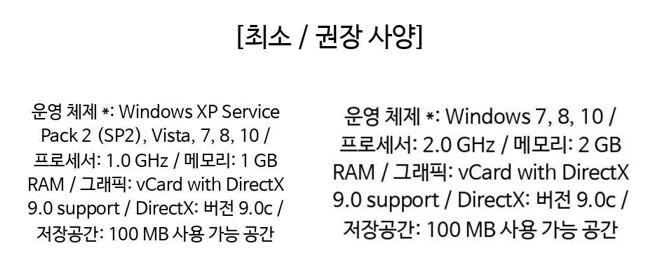 [최소 / 권장 사양]
운영 체제 *: Windows XP Service
Pack 2 (SP2), Vista, 7, 8, 10 /
프로세서: 1.0 GHz / 메모리: 1 GB
RAM / 그래픽: vCard with DirectX
9.0 support / DirectX: 버전 9.0c /
저장공간: 100 MB 사용 가능 공간
운영 체제 *: Windows 7, 8, 10 /
프로세서: 2.0 GHz / 메모리: 2 GB
RAM / 그래픽: vCard with DirectX
9.0 support / DirectX: 버전 9.0c /
저장공간: 100 MB 사용 가능 공간